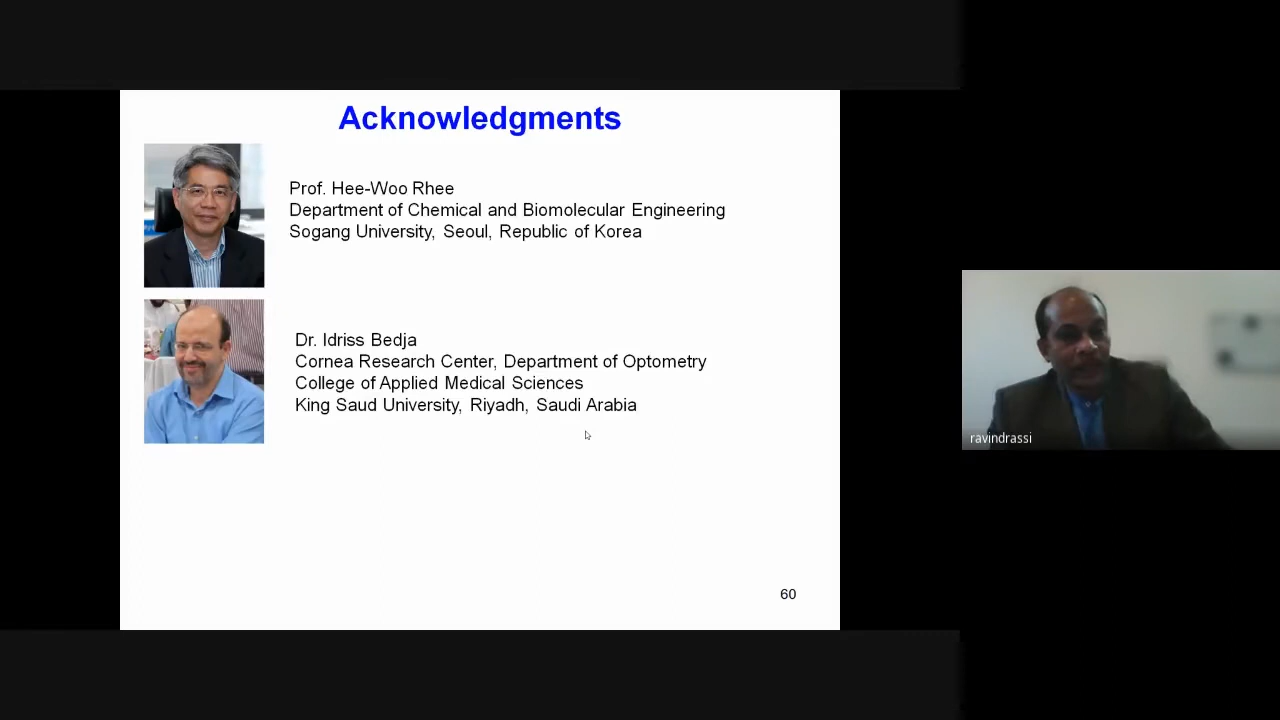 Acknowledgments
Prof. Hee-Woo Rhee
Department of Chemical and Biomolecular Engineering
Sogang University, Seoul, Republic of Korea
Dr. Idriss Bedja
Cornea Research Center, Department of Optometry
College of Applied Medical Sciences
King Saud University, Riyadh, Saudi Arabia
60
ravindrassi